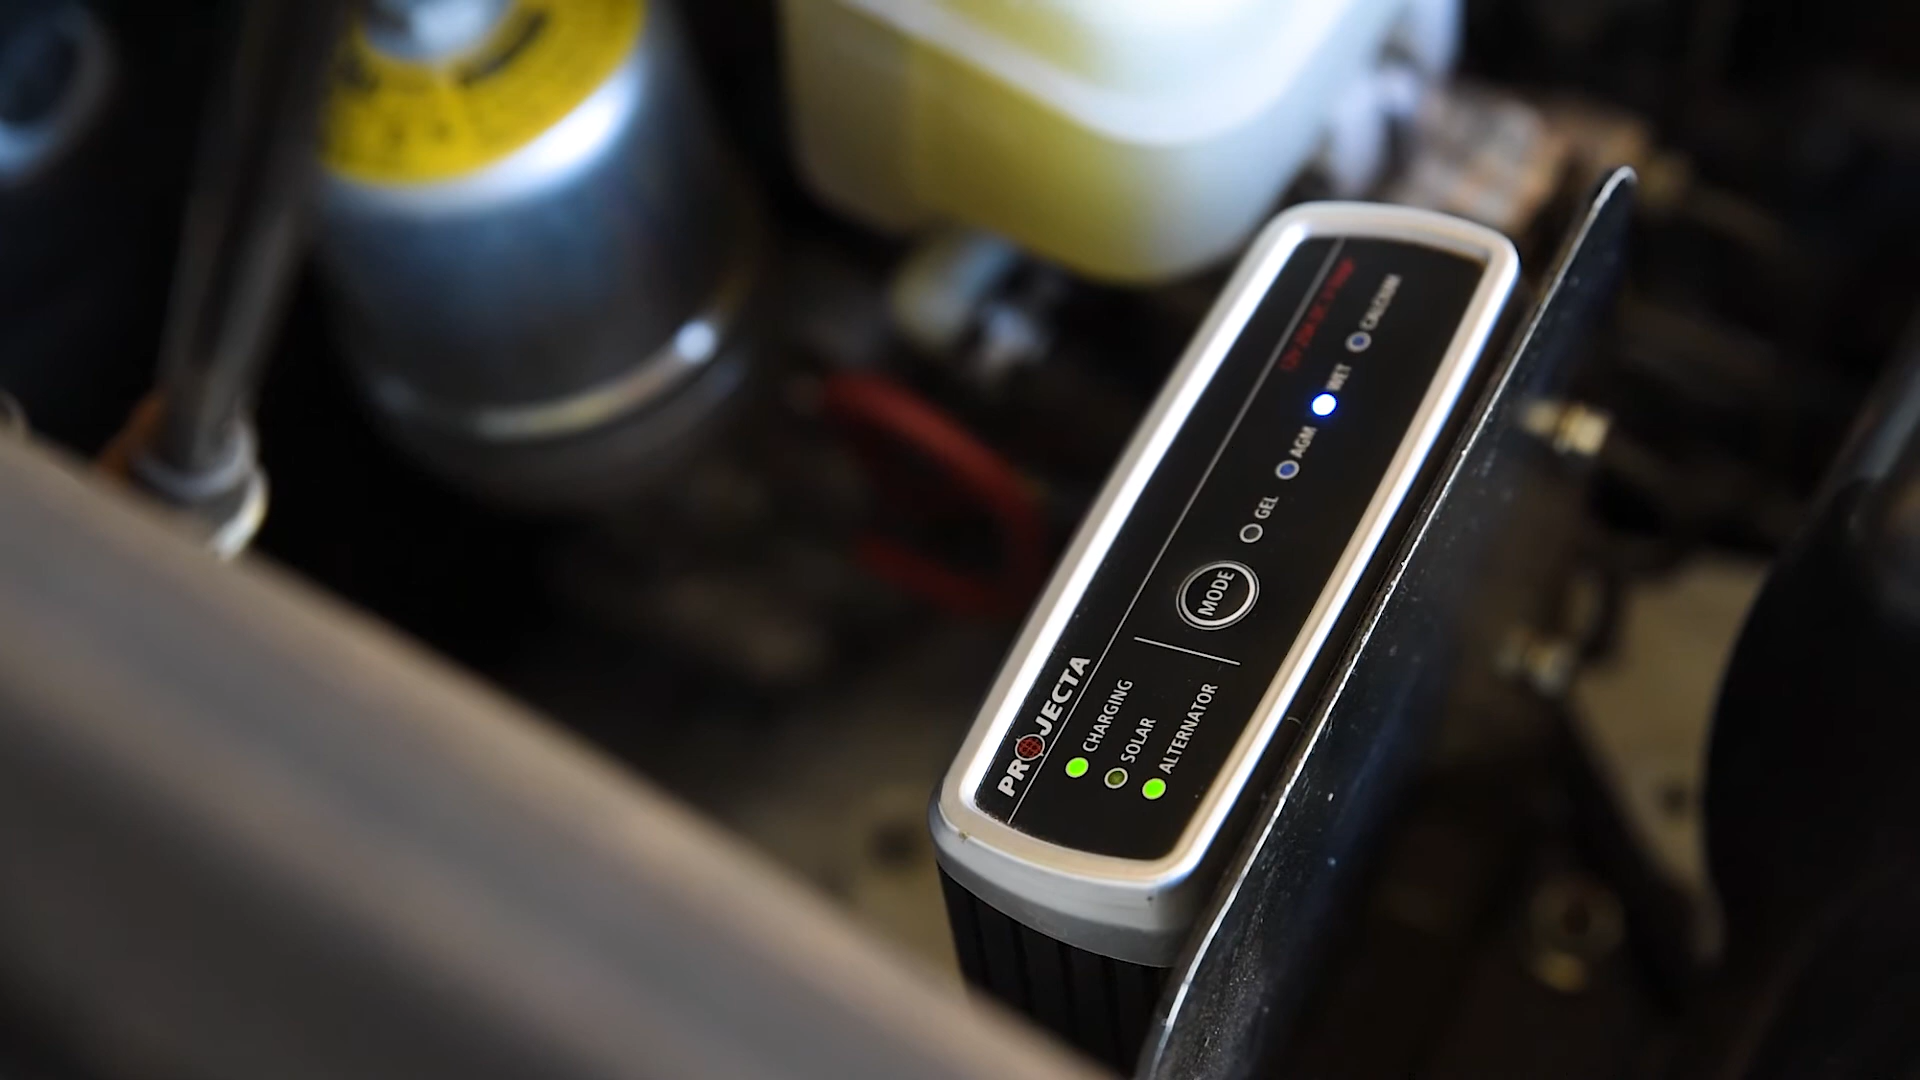 PROJECTA
CHARGING
SOLAR
ALTERNATOR
MODE
GEL
AGM
WET
CALCIUM